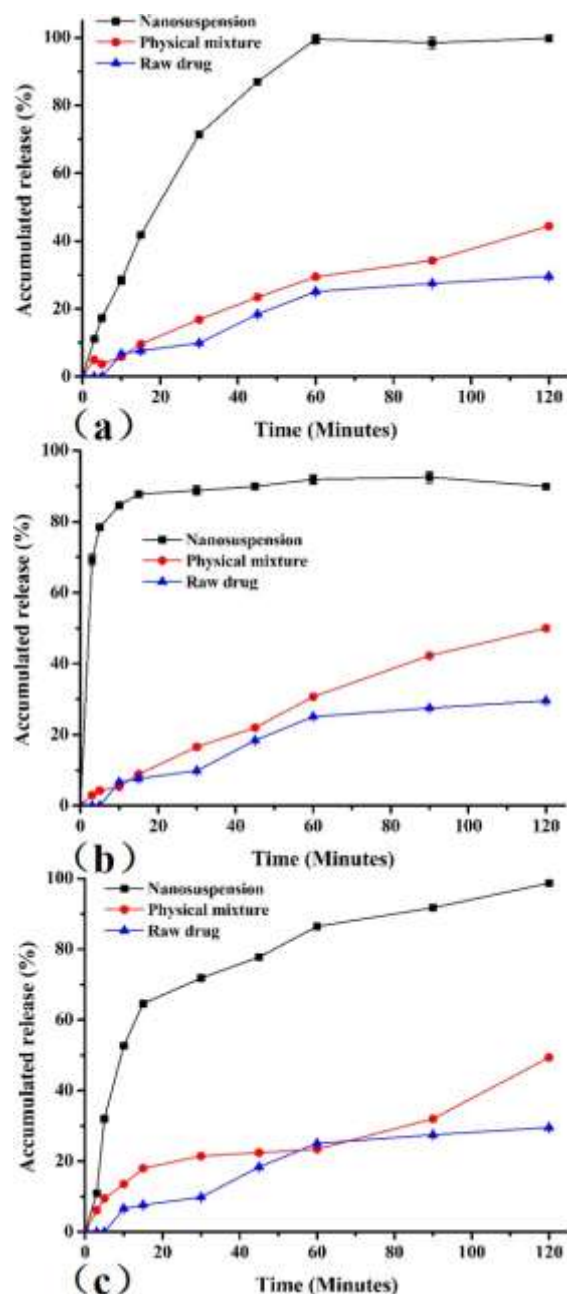 Nanosuspension
Physical mixture
Raw drug
Accumulated release (%)
100
80
60
40
20
0
0 20 40 60 80 100 120
Time (Minutes)
(a)
Nanosuspension
Physical mixture
Raw drug
Accumulated release (%)
100
80
60
40
20
0
0 20 40 60 80 100 120
Time (Minutes)
(b)
Nanosuspension
Physical mixture
Raw drug
Accumulated release (%)
100
80
60
40
20
0
0 20 40 60 80 100 120
Time (Minutes)
(c)